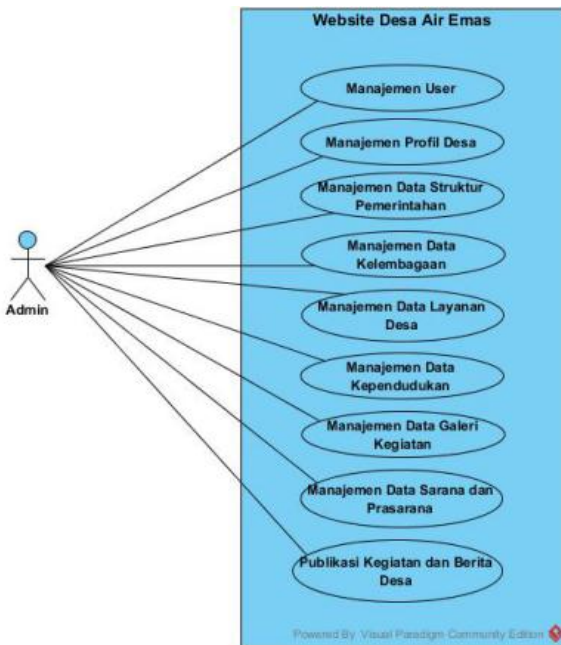 Website Desa Air Emas
Manajemen User
Manajemen Profil Desa
Manajemen Data Struktur
Pemerintahan
Manajemen Data
Kelembagaan
Manajemen Data Layanan
Desa
Manajemen Data
Kependudukan
Manajemen Data Galeri
Kegiatan
Manajemen Data Sarana dan
Prasarana
Publikasi Kegiatan dan Berita
Desa
Admin
Powered By Visual Paradigm Community Edition